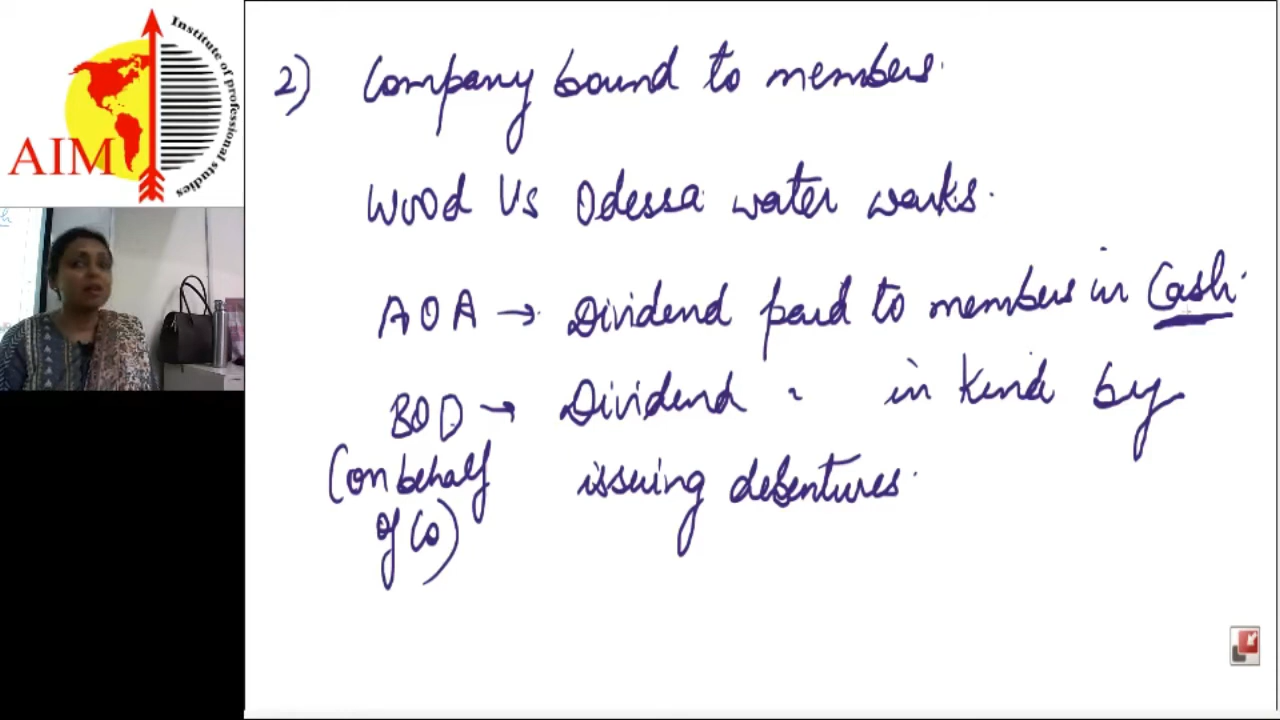 AIM
Institute of professional studies
2) Company bound to members.
Wood Vs Odessa water works.
AOA → Dividend paid to members in Cash.
BOD → Dividend " in kind by
(on behalf issuing debentures.
of Co)